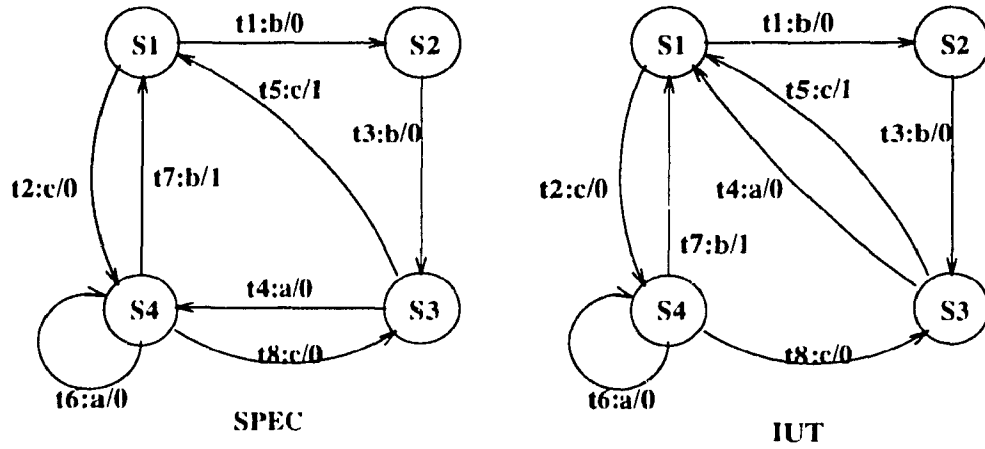 S1
t1:b/0
S2
t5:c/1
t3:b/0
t2:c/0
t7:b/1
t4:a/0
S4
S3
t8:c/0
t6:a/0
SPEC
S1
t1:b/0
S2
t5:c/1
t3:b/0
t2:c/0
t4:a/0
t7:b/1
S4
S3
t8:c/0
t6:a/0
IUT